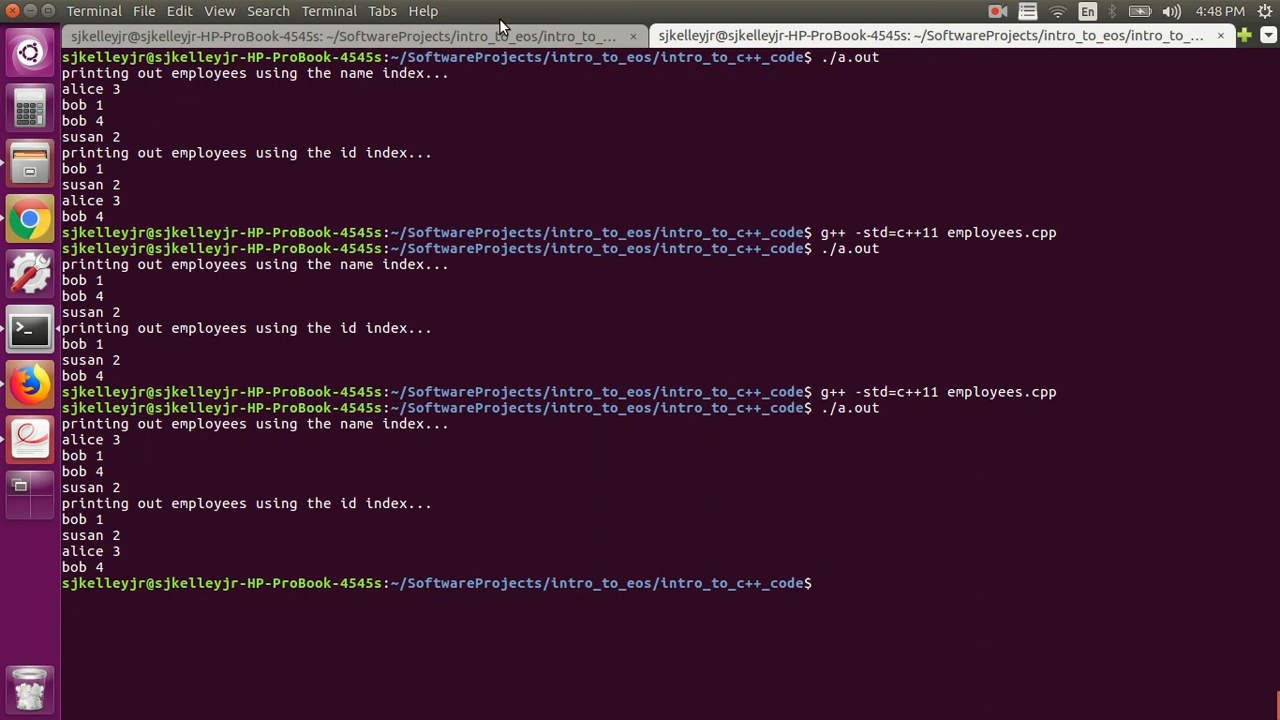 Terminal File Edit View Search Terminal Tabs Help En 4:48 PM
sjkelleyjr@sjkelleyjr-HP-ProBook-4545s: ~/SoftwareProjects/intro_to_eos/intro_to_... × sjkelleyjr@sjkelleyjr-HP-ProBook-4545s: ~/SoftwareProjects/intro_to_eos/intro_to_... ×
sjkelleyjr@sjkelleyjr-HP-ProBook-4545s:~/SoftwareProjects/intro_to_eos/intro_to_c++_code$ ./a.out
printing out employees using the name index...
alice 3
bob 1
bob 4
susan 2
printing out employees using the id index...
bob 1
susan 2
alice 3
bob 4
sjkelleyjr@sjkelleyjr-HP-ProBook-4545s:~/SoftwareProjects/intro_to_eos/intro_to_c++_code$ g++ -std=c++11 employees.cpp
sjkelleyjr@sjkelleyjr-HP-ProBook-4545s:~/SoftwareProjects/intro_to_eos/intro_to_c++_code$ ./a.out
printing out employees using the name index...
bob 1
bob 4
susan 2
printing out employees using the id index...
bob 1
susan 2
bob 4
sjkelleyjr@sjkelleyjr-HP-ProBook-4545s:~/SoftwareProjects/intro_to_eos/intro_to_c++_code$ g++ -std=c++11 employees.cpp
sjkelleyjr@sjkelleyjr-HP-ProBook-4545s:~/SoftwareProjects/intro_to_eos/intro_to_c++_code$ ./a.out
printing out employees using the name index...
alice 3
bob 1
bob 4
susan 2
printing out employees using the id index...
bob 1
susan 2
alice 3
bob 4
sjkelleyjr@sjkelleyjr-HP-ProBook-4545s:~/SoftwareProjects/intro_to_eos/intro_to_c++_code$